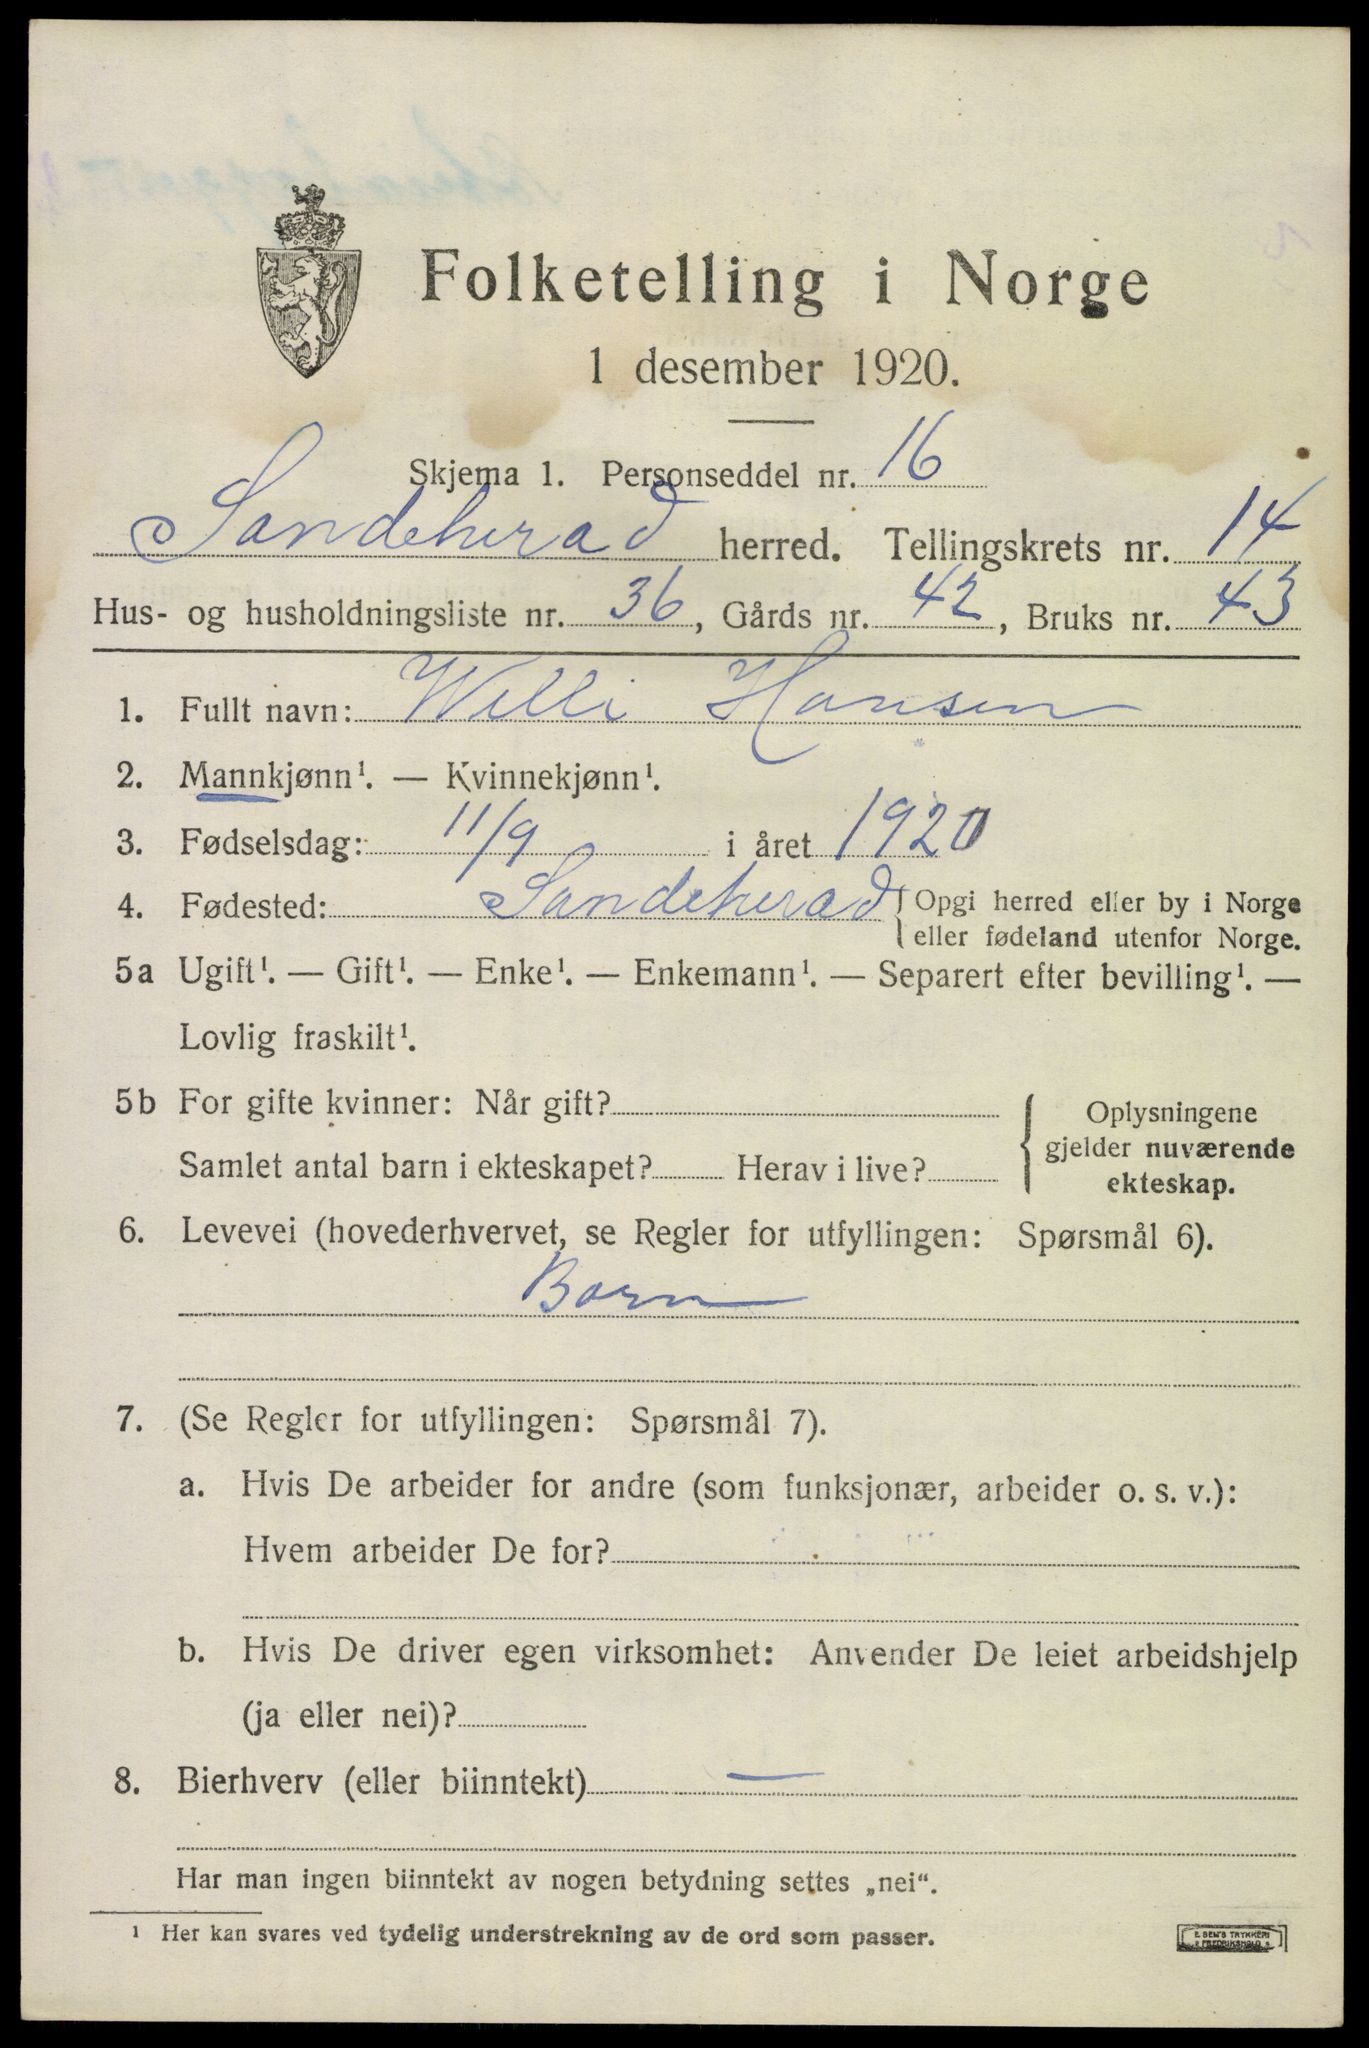 Folketelling i Norge
1 desember 1920.
Skjema 1. Personseddel nr. 16
Sandeherad herred. Tellingskrets nr. 14
Hus- og husholdningsliste nr. 36, Gårds nr. 42, Bruks nr. 43
1. Fullt navn: Willi Hansen
2. Mannkjønn¹. — Kvinnekjønn¹.
3. Fødselsdag: 11/9 i året 1920
4. Fødested: Sandeherad { Opgi herred eller by i Norge
eller fødeland utenfor Norge.
5a Ugift¹. — Gift¹. — Enke¹. — Enkemann¹. — Separert efter bevilling¹. —
Lovlig fraskilt¹.
5b For gifte kvinner: Når gift?
Samlet antal barn i ekteskapet? Herav i live?
{ Oplysningene
gjelder nuværende
ekteskap.
6. Levevei (hovederhvervet, se Regler for utfyllingen: Spørsmål 6).
Barn
7. (Se Regler for utfyllingen: Spørsmål 7).
a. Hvis De arbeider for andre (som funksjonær, arbeider o. s. v.):
Hvem arbeider De for?
b. Hvis De driver egen virksomhet: Anvender De leiet arbeidshjelp
(ja eller nei)?
8. Bierhverv (eller biinntekt) —
Har man ingen biinntekt av nogen betydning settes „nei“.
¹ Her kan svares ved tydelig understrekning av de ord som passer.
E. SEM'S TRYKKERI
FREDRIKSHALD